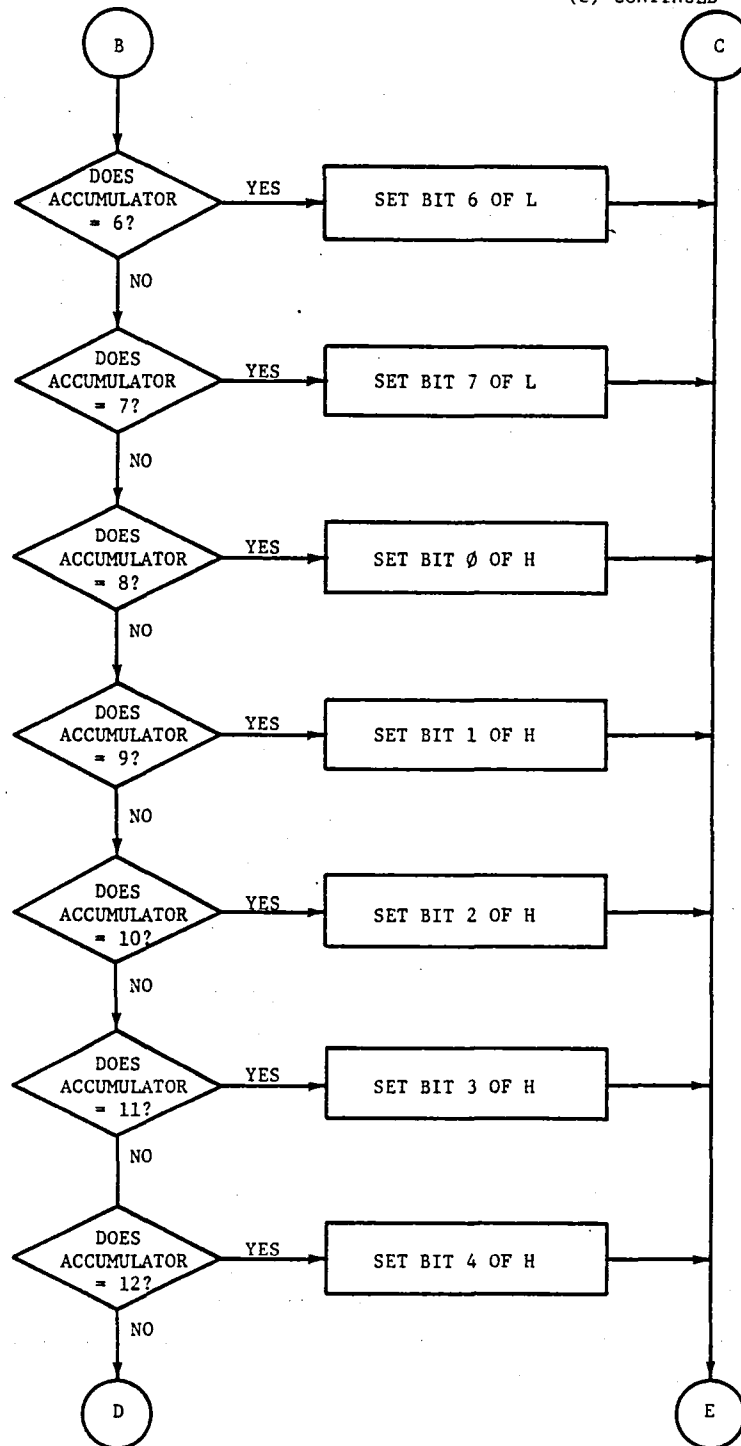 B
C
DOES
ACCUMULATOR
= 6?
YES
SET BIT 6 OF L
NO
DOES
ACCUMULATOR
= 7?
YES
SET BIT 7 OF L
NO
DOES
ACCUMULATOR
= 8?
YES
SET BIT Ø OF H
NO
DOES
ACCUMULATOR
= 9?
YES
SET BIT 1 OF H
NO
DOES
ACCUMULATOR
= 10?
YES
SET BIT 2 OF H
NO
DOES
ACCUMULATOR
= 11?
YES
SET BIT 3 OF H
NO
DOES
ACCUMULATOR
= 12?
YES
SET BIT 4 OF H
NO
D
E